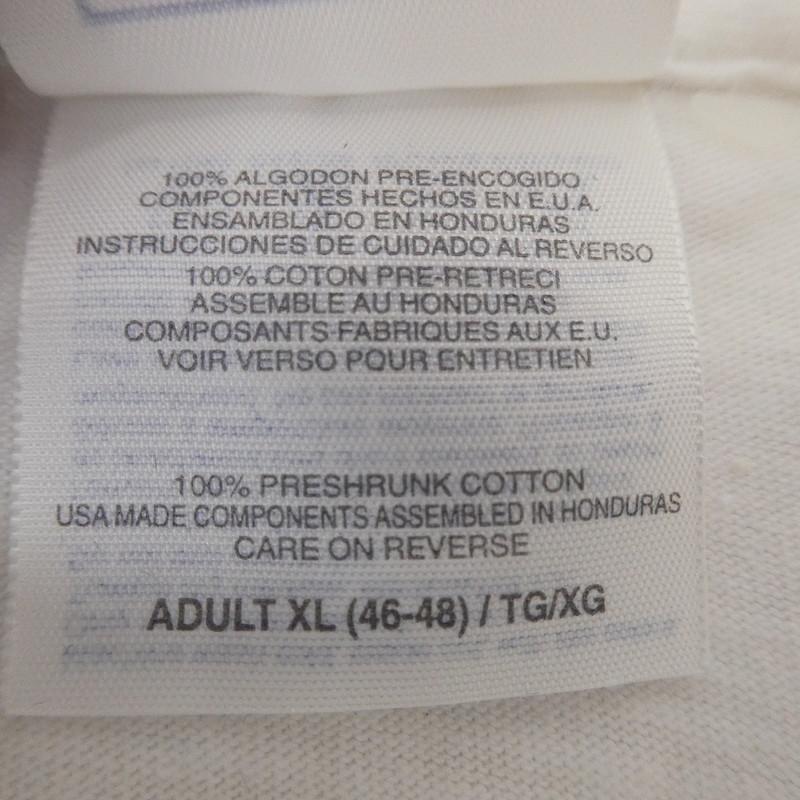 100% ALGODON PRE-ENCOGIDO
COMPONENTES HECHOS EN E.U.A.
ENSAMBLADO EN HONDURAS
INSTRUCCIONES DE CUIDADO AL REVERSO
100% COTON PRE-RETRECI
ASSEMBLE AU HONDURAS
COMPOSANTS FABRIQUES AUX E.U.
VOIR VERSO POUR ENTRETIEN
100% PRESHRUNK COTTON
USA MADE COMPONENTS ASSEMBLED IN HONDURAS
CARE ON REVERSE
ADULT XL (46-48) / TG/XG